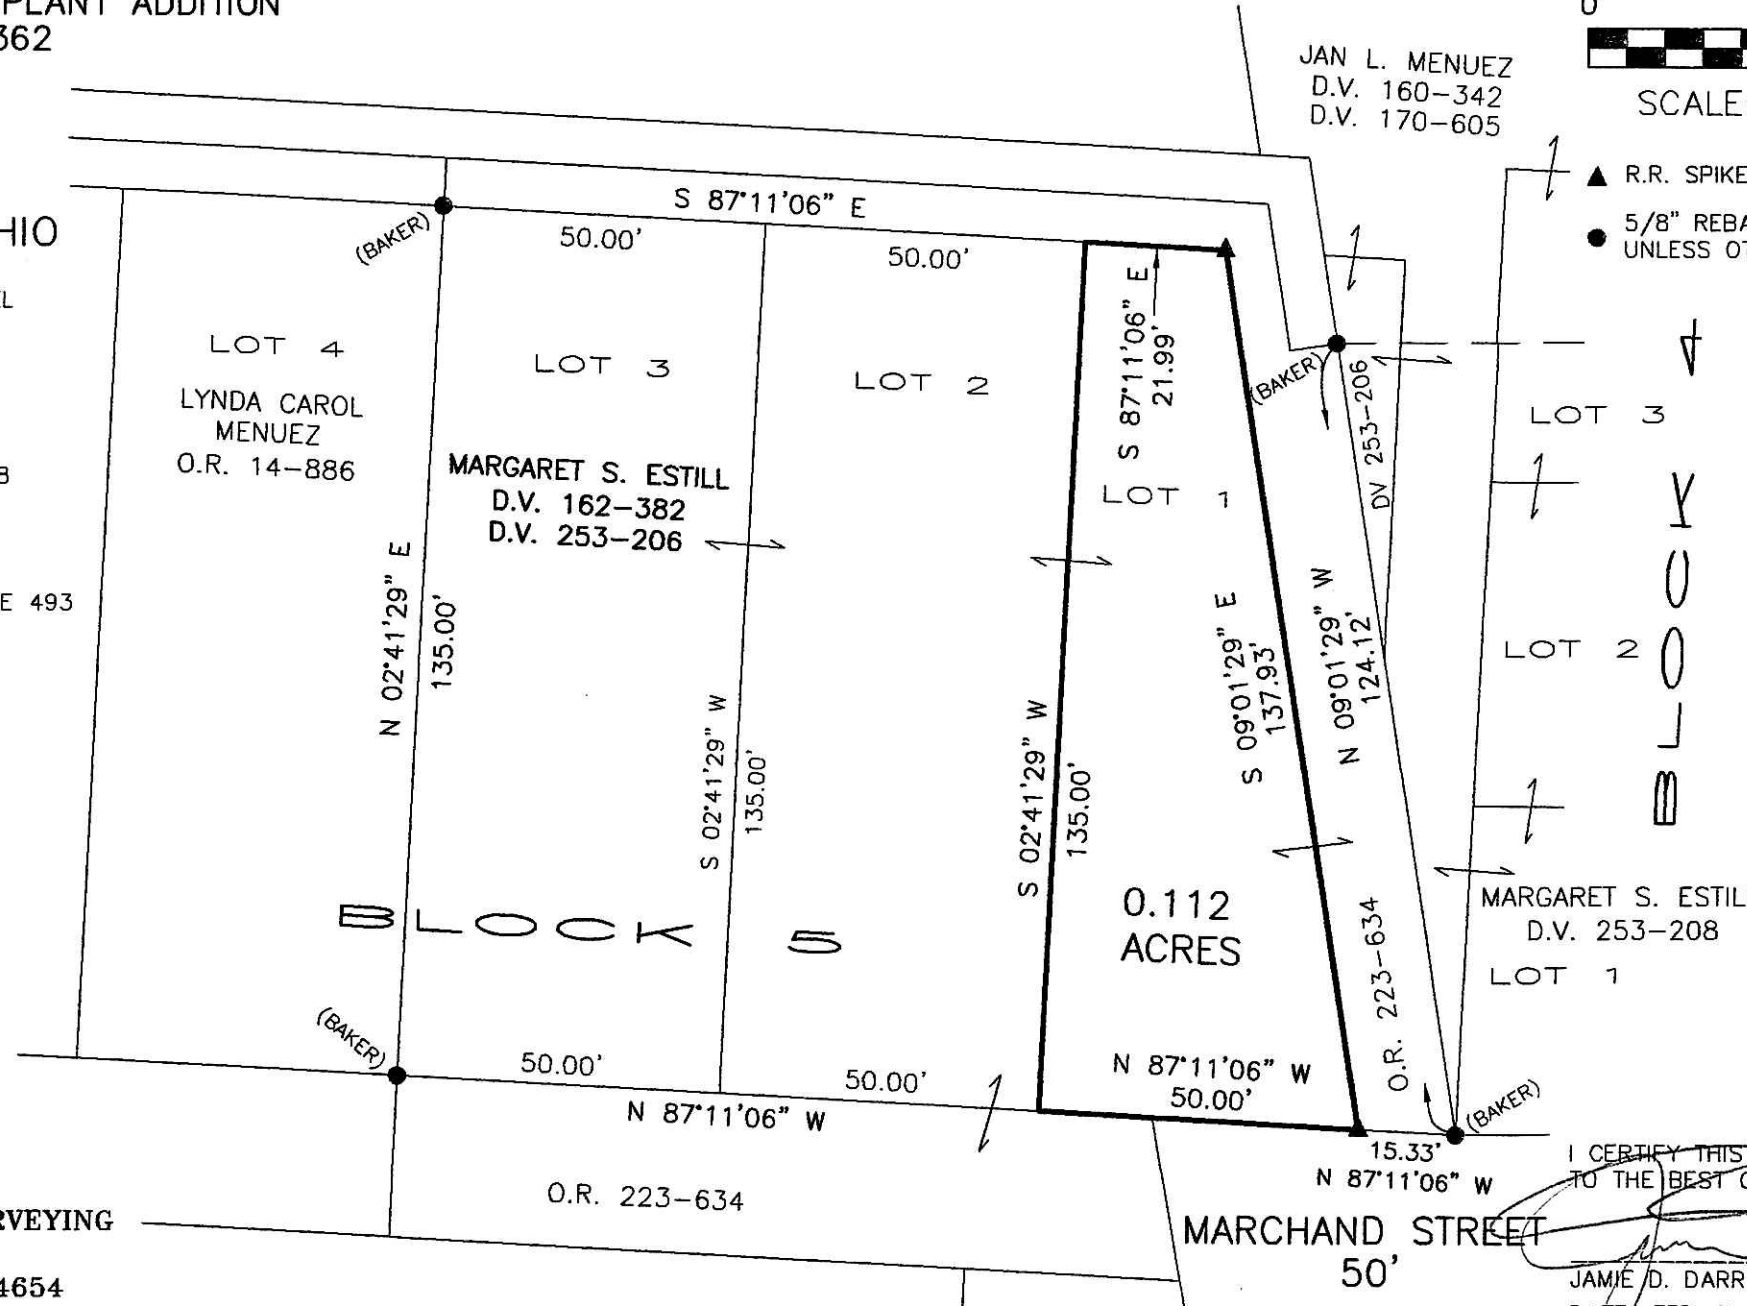 PLANT ADDITION
362
0
JAN L. MENUEZ
D.V. 160-342
D.V. 170-605
SCALE
R.R. SPIKE
5/8" REBA
UNLESS OT
HIO
(BAKER)
S 87°11'06" E
50.00'
50.00'
S 87°11'06" E
21.99'
LOT 4
LYNDA CAROL
MENUEZ
O.R. 14-886
LOT 3
LOT 2
MARGARET S. ESTILL
D.V. 162-382
D.V. 253-206
LOT 1
(BAKER)
DV 253-206
LOT 3
E 493
N 02°41'29" E
135.00'
S 02°41'29" W
135.00'
S 02°41'29" W
135.00'
S 09°01'29" E
137.93'
N 09°01'29" W
124.12'
LOT 2
BLOCK 4
BLOCK 5
0.112
ACRES
O.R. 223-634
MARGARET S. ESTIL
D.V. 253-208
LOT 1
(BAKER)
50.00'
50.00'
N 87°11'06" W
N 87°11'06" W
50.00'
(BAKER)
15.33'
N 87°11'06" W
I CERTIFY THIS
TO THE BEST O
O.R. 223-634
RVEYING
MARCHAND STREET
50'
4654
JAMIE D. DARR